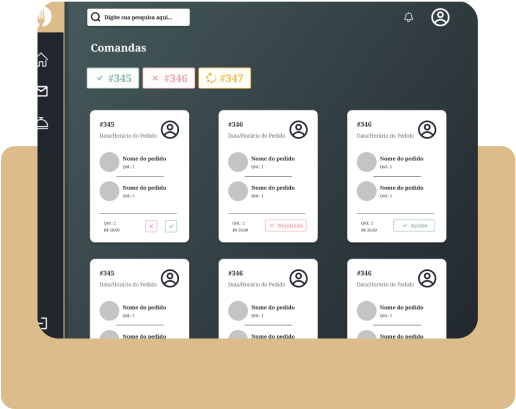 Digite sua pesquisa aqui...
Comandas
#345 #346 #347
#345
Data/Horário do Pedido
Nome do pedido
Qtd.: 1
Nome do pedido
Qtd.: 1
Qtd.: 2
R$ 20,00
#346
Data/Horário do Pedido
Nome do pedido
Qtd.: 1
Nome do pedido
Qtd.: 1
Qtd.: 2
R$ 20,00
Rejeitado
#346
Data/Horário do Pedido
Nome do pedido
Qtd.: 1
Nome do pedido
Qtd.: 1
Qtd.: 2
R$ 20,00
Aceito
#345
Data/Horário do Pedido
Nome do pedido
Qtd.: 1
Nome do pedido
#346
Data/Horário do Pedido
Nome do pedido
Qtd.: 1
Nome do pedido
#346
Data/Horário do Pedido
Nome do pedido
Qtd.: 1
Nome do pedido